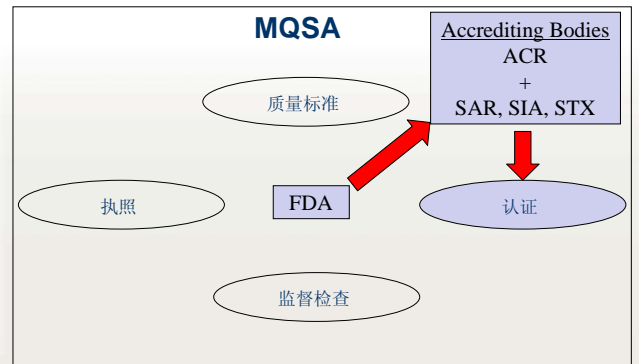 MQSA
Accrediting Bodies
ACR
+
SAR, SIA, STX
质量标准
执照
FDA
认证
监督检查